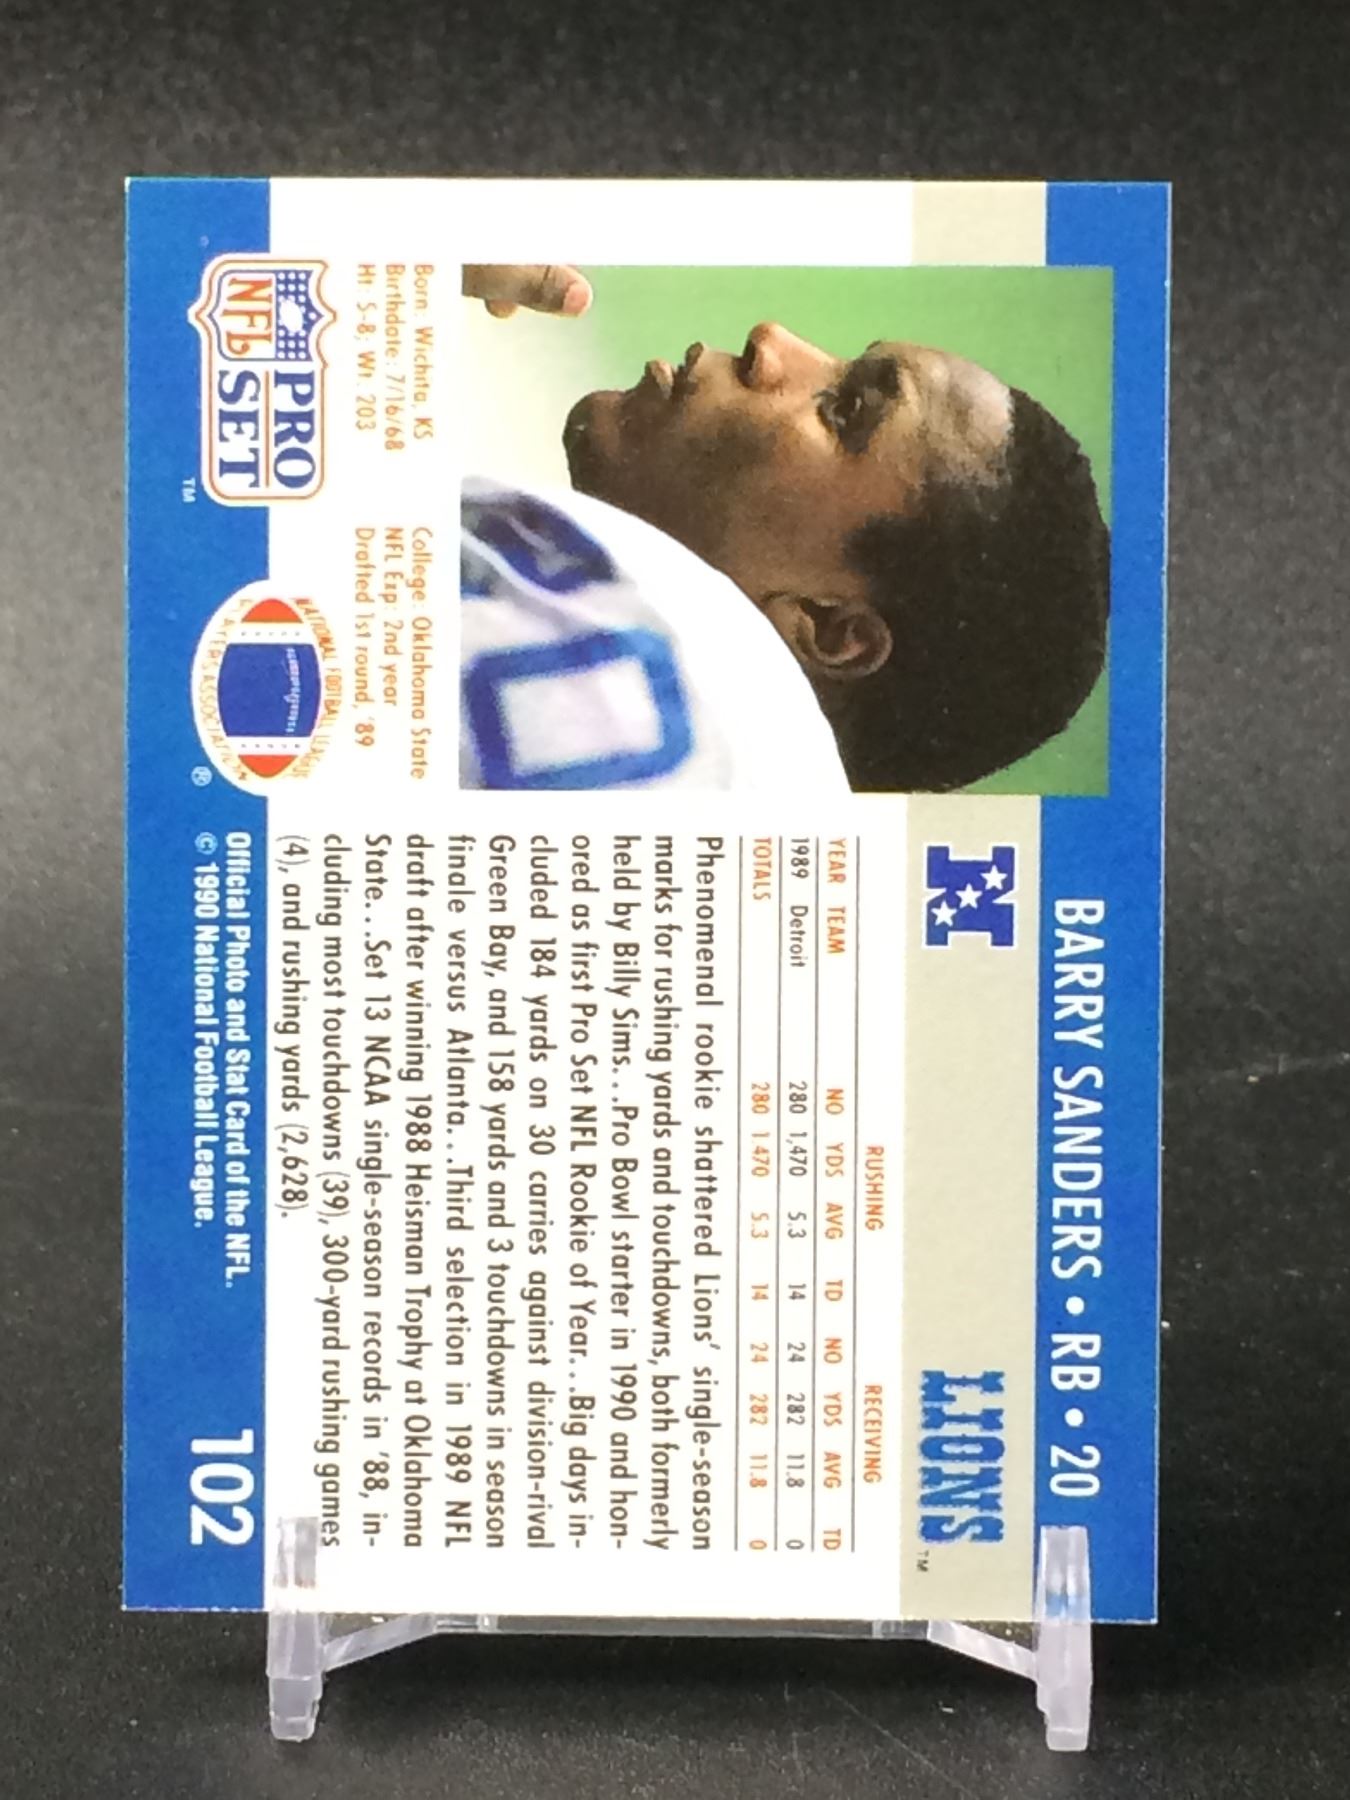 BARRY SANDERS • RB • 20
N
LIONS™
RUSHING RECEIVING
YEAR TEAM NO YDS AVG TD NO YDS AVG TD
1989 Detroit 280 1,470 5.3 14 24 282 11.8 0
TOTALS 280 1,470 5.3 14 24 282 11.8 0
Phenomenal rookie shattered Lions' single-season
marks for rushing yards and touchdowns, both formerly
held by Billy Sims...Pro Bowl starter in 1990 and hon-
ored as first Pro Set NFL Rookie of Year...Big days in-
cluded 184 yards on 30 carries against division-rival
Green Bay, and 158 yards and 3 touchdowns in season
finale versus Atlanta...Third selection in 1989 NFL
draft after winning 1988 Heisman Trophy at Oklahoma
State...Set 13 NCAA single-season records in '88, in-
cluding most touchdowns (39), 300-yard rushing games
(4), and rushing yards (2,628).
0
Born: Wichita, KS
Birthdate: 7/16/68
Ht: 5-8; Wt. 203
College: Oklahoma State
NFL Exp: 2nd year
Drafted 1st round, '89
NFL
PRO
SET
™
NATIONAL FOOTBALL LEAGUE
PLAYERS ASSOCIATION
®
Official Photo and Stat Card of the NFL.
© 1990 National Football League.
102